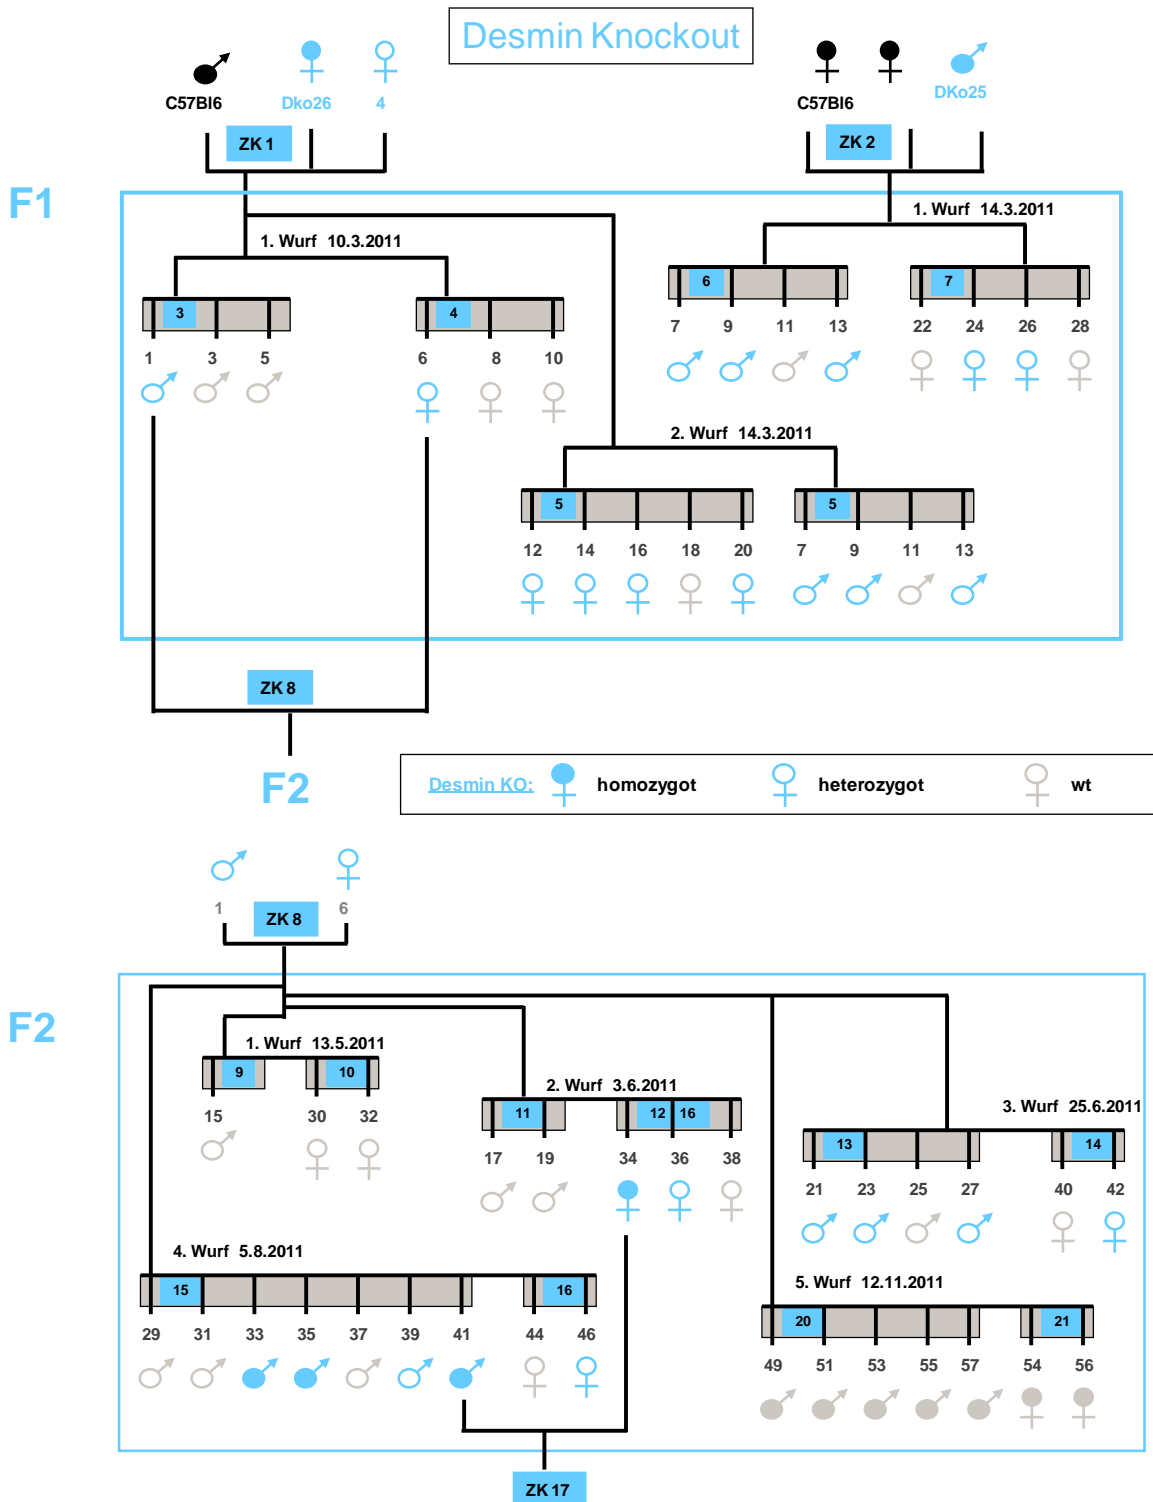 Desmin Knockout
C57Bl6
Dko26
4
C57Bl6
DKo25
ZK 1
ZK 2
F1
1. Wurf 14.3.2011
1. Wurf 10.3.2011
6
7
3
4
7 9 11 13
22 24 26 28
1 3 5
6 8 10
2. Wurf 14.3.2011
5
5
12 14 16 18 20
7 9 11 13
ZK 8
F2
Desmin KO: homozygot heterozygot wt
1
ZK 8
6
F2
1. Wurf 13.5.2011
9
10
2. Wurf 3.6.2011
11
12 16
3. Wurf 25.6.2011
15
30 32
13
14
17 19
34 36 38
21 23 25 27
40 42
4. Wurf 5.8.2011
15
16
5. Wurf 12.11.2011
20
21
29 31 33 35 37 39 41
44 46
49 51 53 55 57
54 56
ZK 17